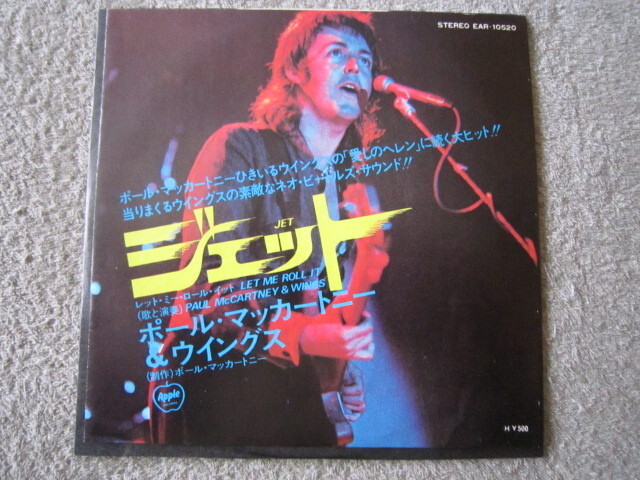 STEREO EAR-10520
ポール・マッカートニーひきいるウイングスの「愛しのヘレン」に続く大ヒット!!
当りまくるウイングスの素敵なネオ・ビートルズ・サウンド!!
JET
ジェット
レット・ミー・ロール・イット LET ME ROLL IT
(歌と演奏) PAUL McCARTNEY & WINGS
ポール・マッカートニー
&ウイングス
(制作)ポール・マッカートニー
Apple
H ¥500